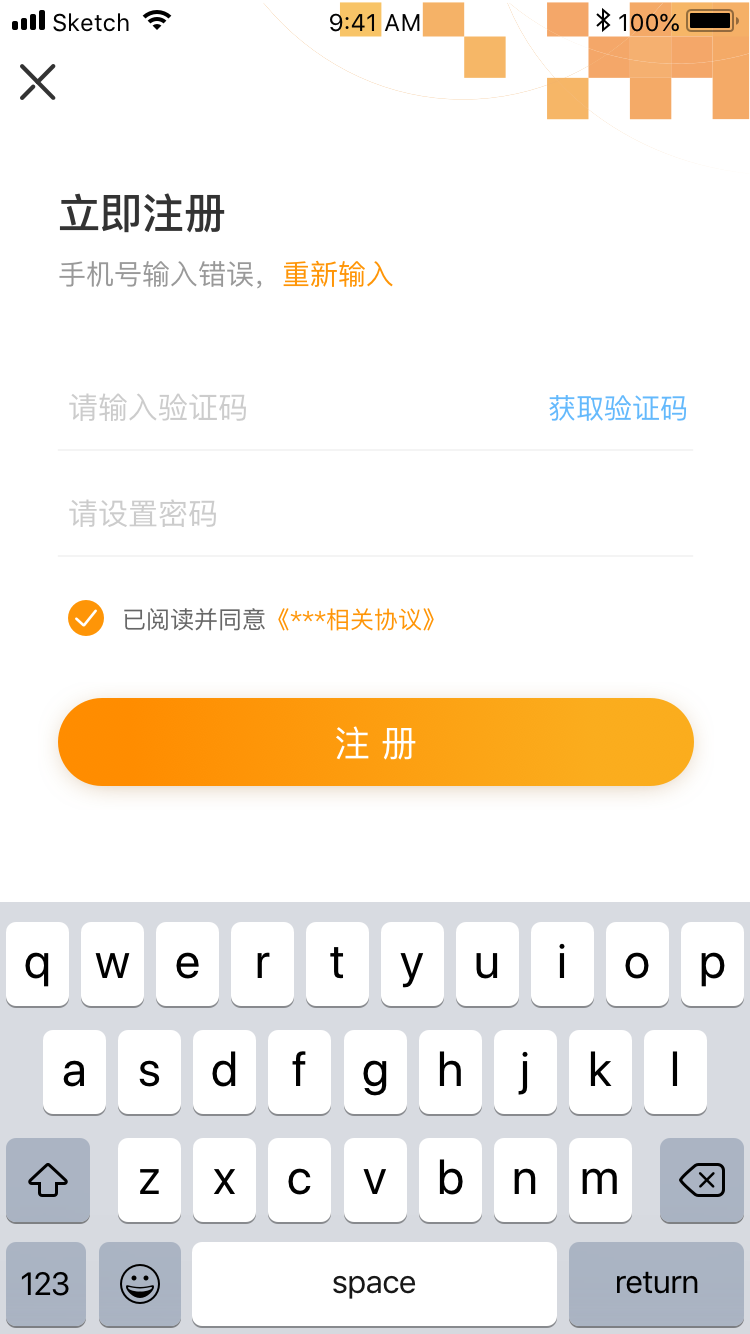 Sketch 9:41 AM 100%
立即注册
手机号输入错误，重新输入
请输入验证码 获取验证码
请设置密码
已阅读并同意《***相关协议》
注 册
q w e r t y u i o p
a s d f g h j k l
z x c v b n m
123 space return